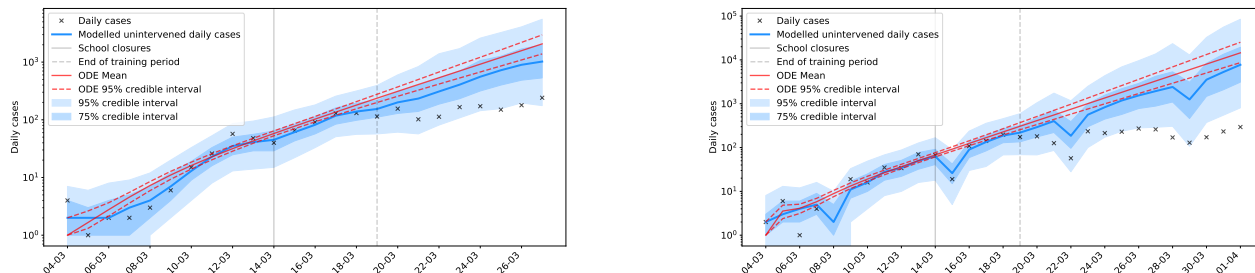 Daily cases
Modelled unintervened daily cases
School closures
End of training period
ODE Mean
ODE 95% credible interval
95% credible interval
75% credible interval
Daily cases
10³
10²
10¹
10⁰
04-03
06-03
08-03
10-03
12-03
14-03
16-03
18-03
20-03
22-03
24-03
26-03
Daily cases
Modelled unintervened daily cases
School closures
End of training period
ODE Mean
ODE 95% credible interval
95% credible interval
75% credible interval
Daily cases
10⁵
10⁴
10³
10²
10¹
10⁰
04-03
06-03
08-03
10-03
12-03
14-03
16-03
18-03
20-03
22-03
24-03
26-03
28-03
30-03
01-04